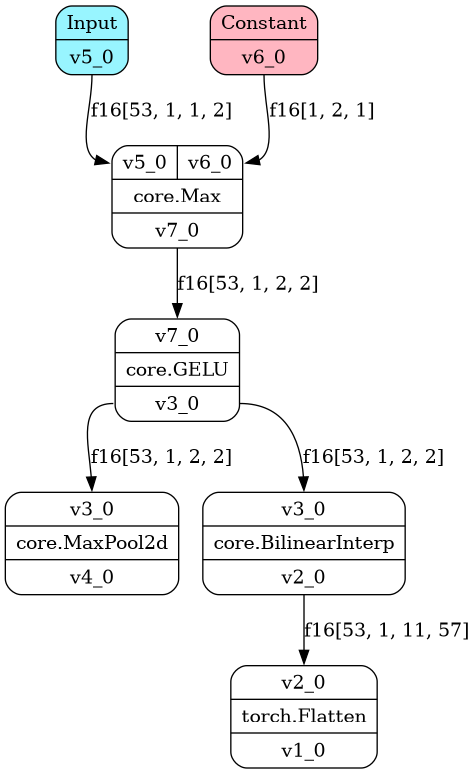 Input
v5_0
Constant
v6_0
f16[53, 1, 1, 2]
f16[1, 2, 1]
v5_0
v6_0
core.Max
v7_0
f16[53, 1, 2, 2]
v7_0
core.GELU
v3_0
f16[53, 1, 2, 2]
f16[53, 1, 2, 2]
v3_0
core.MaxPool2d
v4_0
v3_0
core.BilinearInterp
v2_0
f16[53, 1, 11, 57]
v2_0
torch.Flatten
v1_0